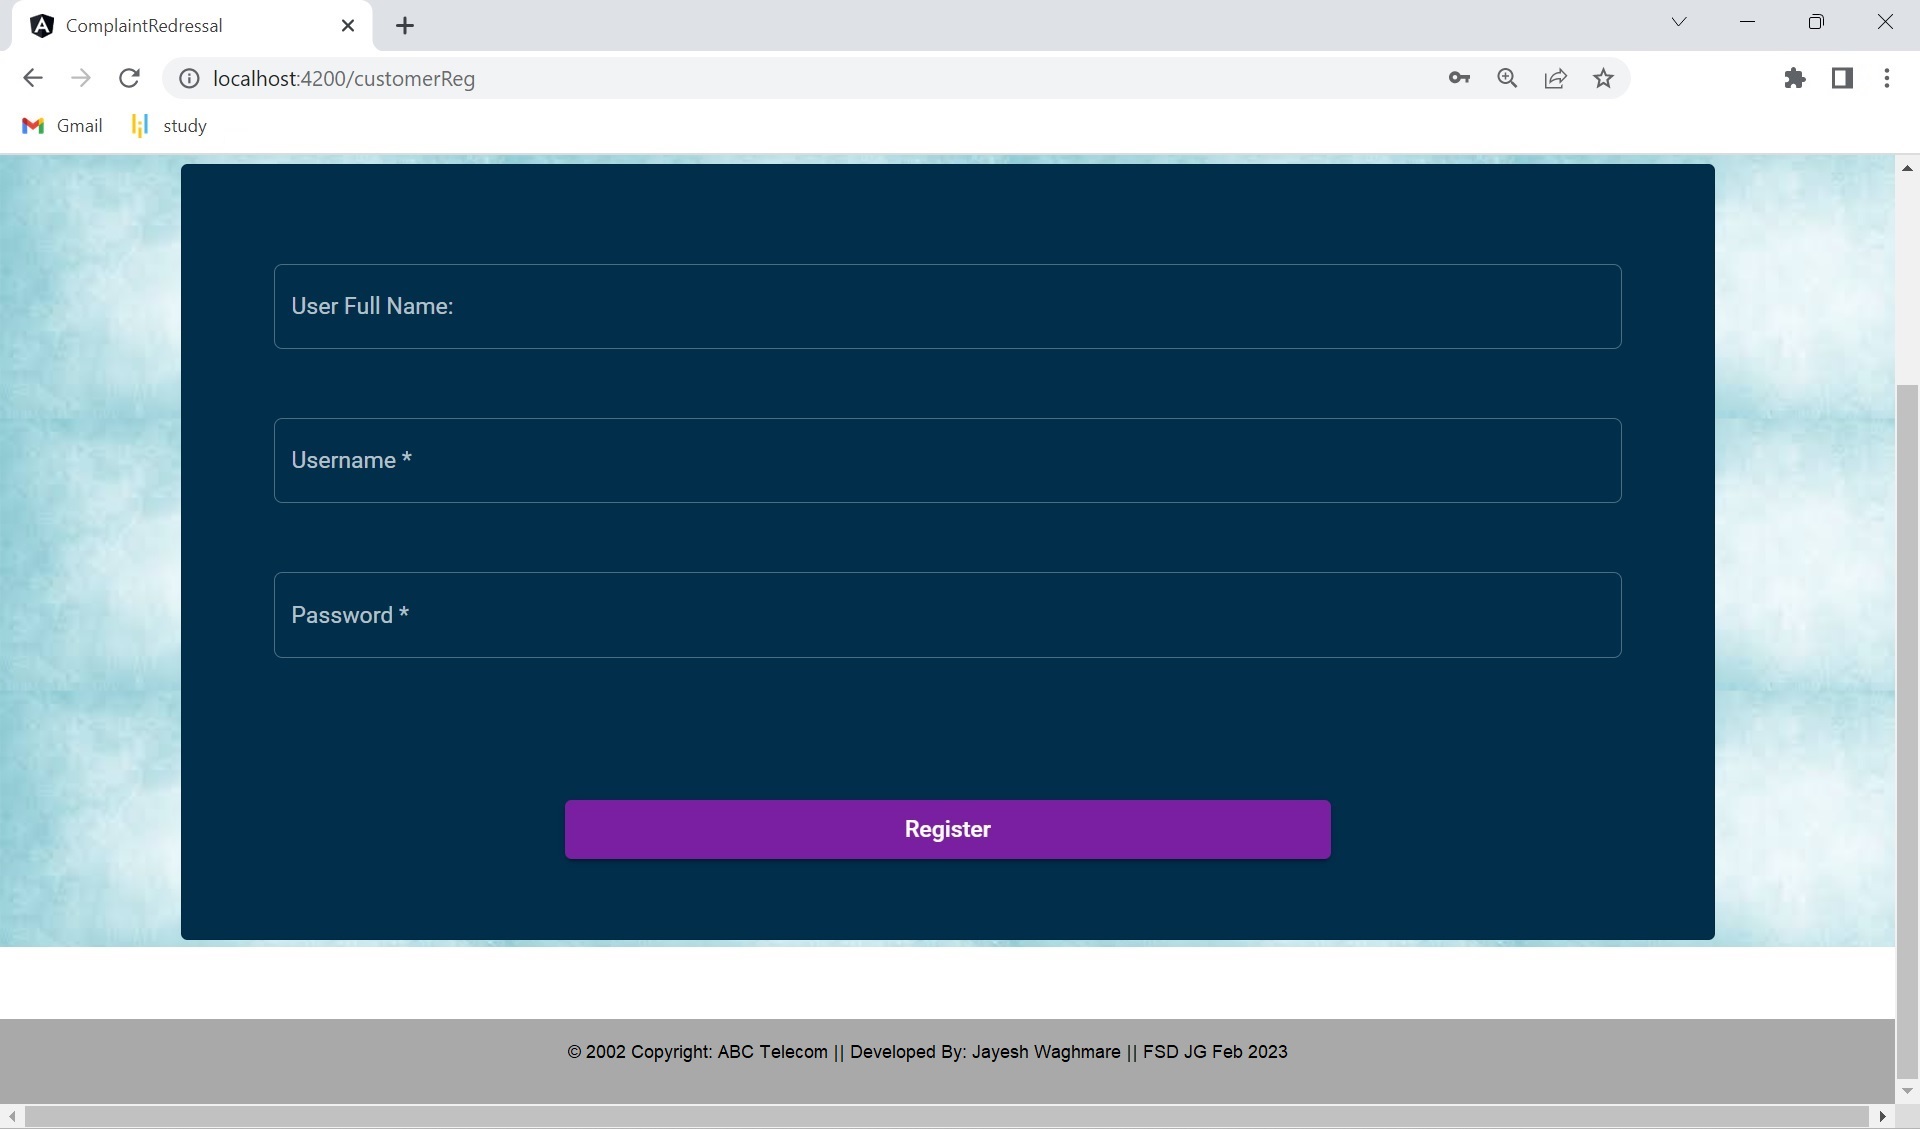 ComplaintRedressal
localhost:4200/customerReg
Gmail study
User Full Name:
Username *
Password *
Register
© 2002 Copyright: ABC Telecom || Developed By: Jayesh Waghmare || FSD JG Feb 2023